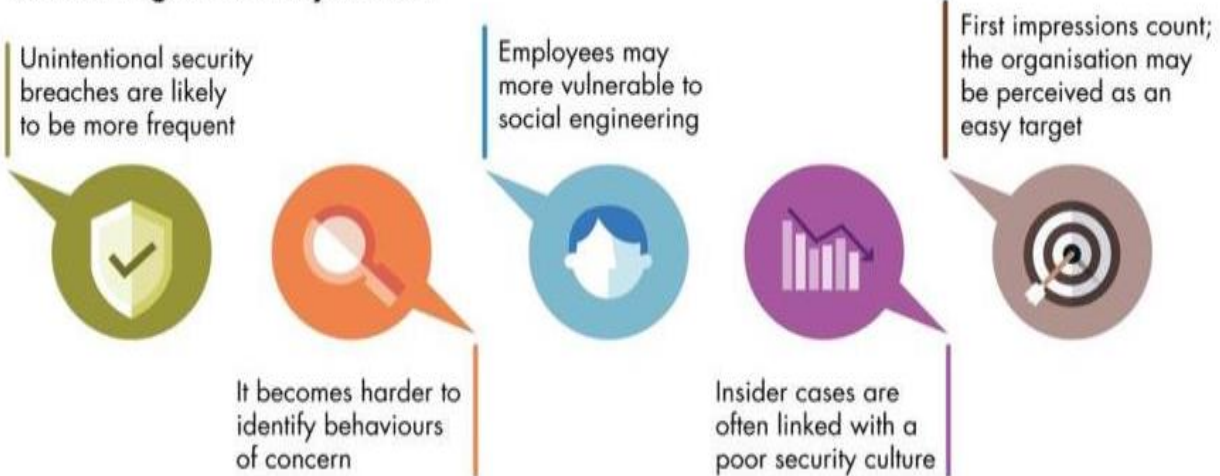 Unintentional security
breaches are likely
to be more frequent
It becomes harder to
identify behaviours
of concern
Employees may
more vulnerable to
social engineering
Insider cases are
often linked with a
poor security culture
First impressions count;
the organisation may
be perceived as an
easy target